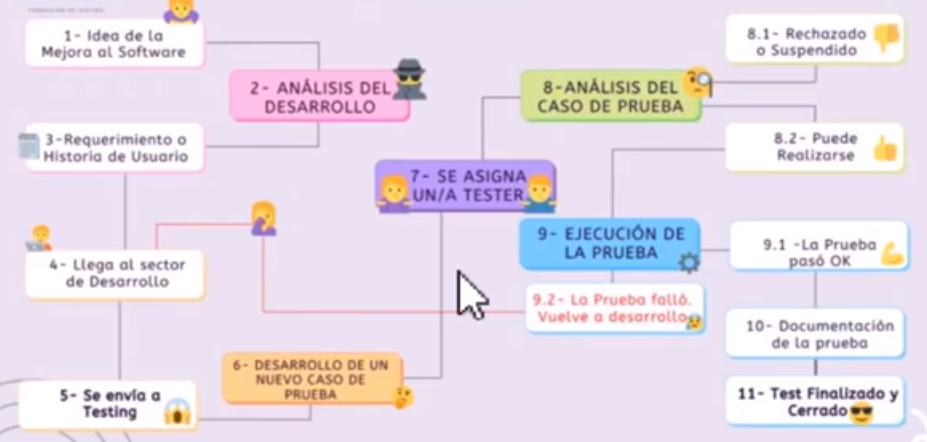 FORMACIÓN EN TESTING
1- Idea de la
Mejora al Software
2- ANÁLISIS DEL
DESARROLLO
3-Requerimiento o
Historia de Usuario
4- Llega al sector
de Desarrollo
5- Se envía a
Testing
6- DESARROLLO DE UN
NUEVO CASO DE
PRUEBA
7- SE ASIGNA
UN/A TESTER
8-ANÁLISIS DEL
CASO DE PRUEBA
8.1- Rechazado
o Suspendido
8.2- Puede
Realizarse
9- EJECUCIÓN DE
LA PRUEBA
9.1 -La Prueba
pasó OK
9.2- La Prueba falló.
Vuelve a desarrollo
10- Documentación
de la prueba
11- Test Finalizado y
Cerrado